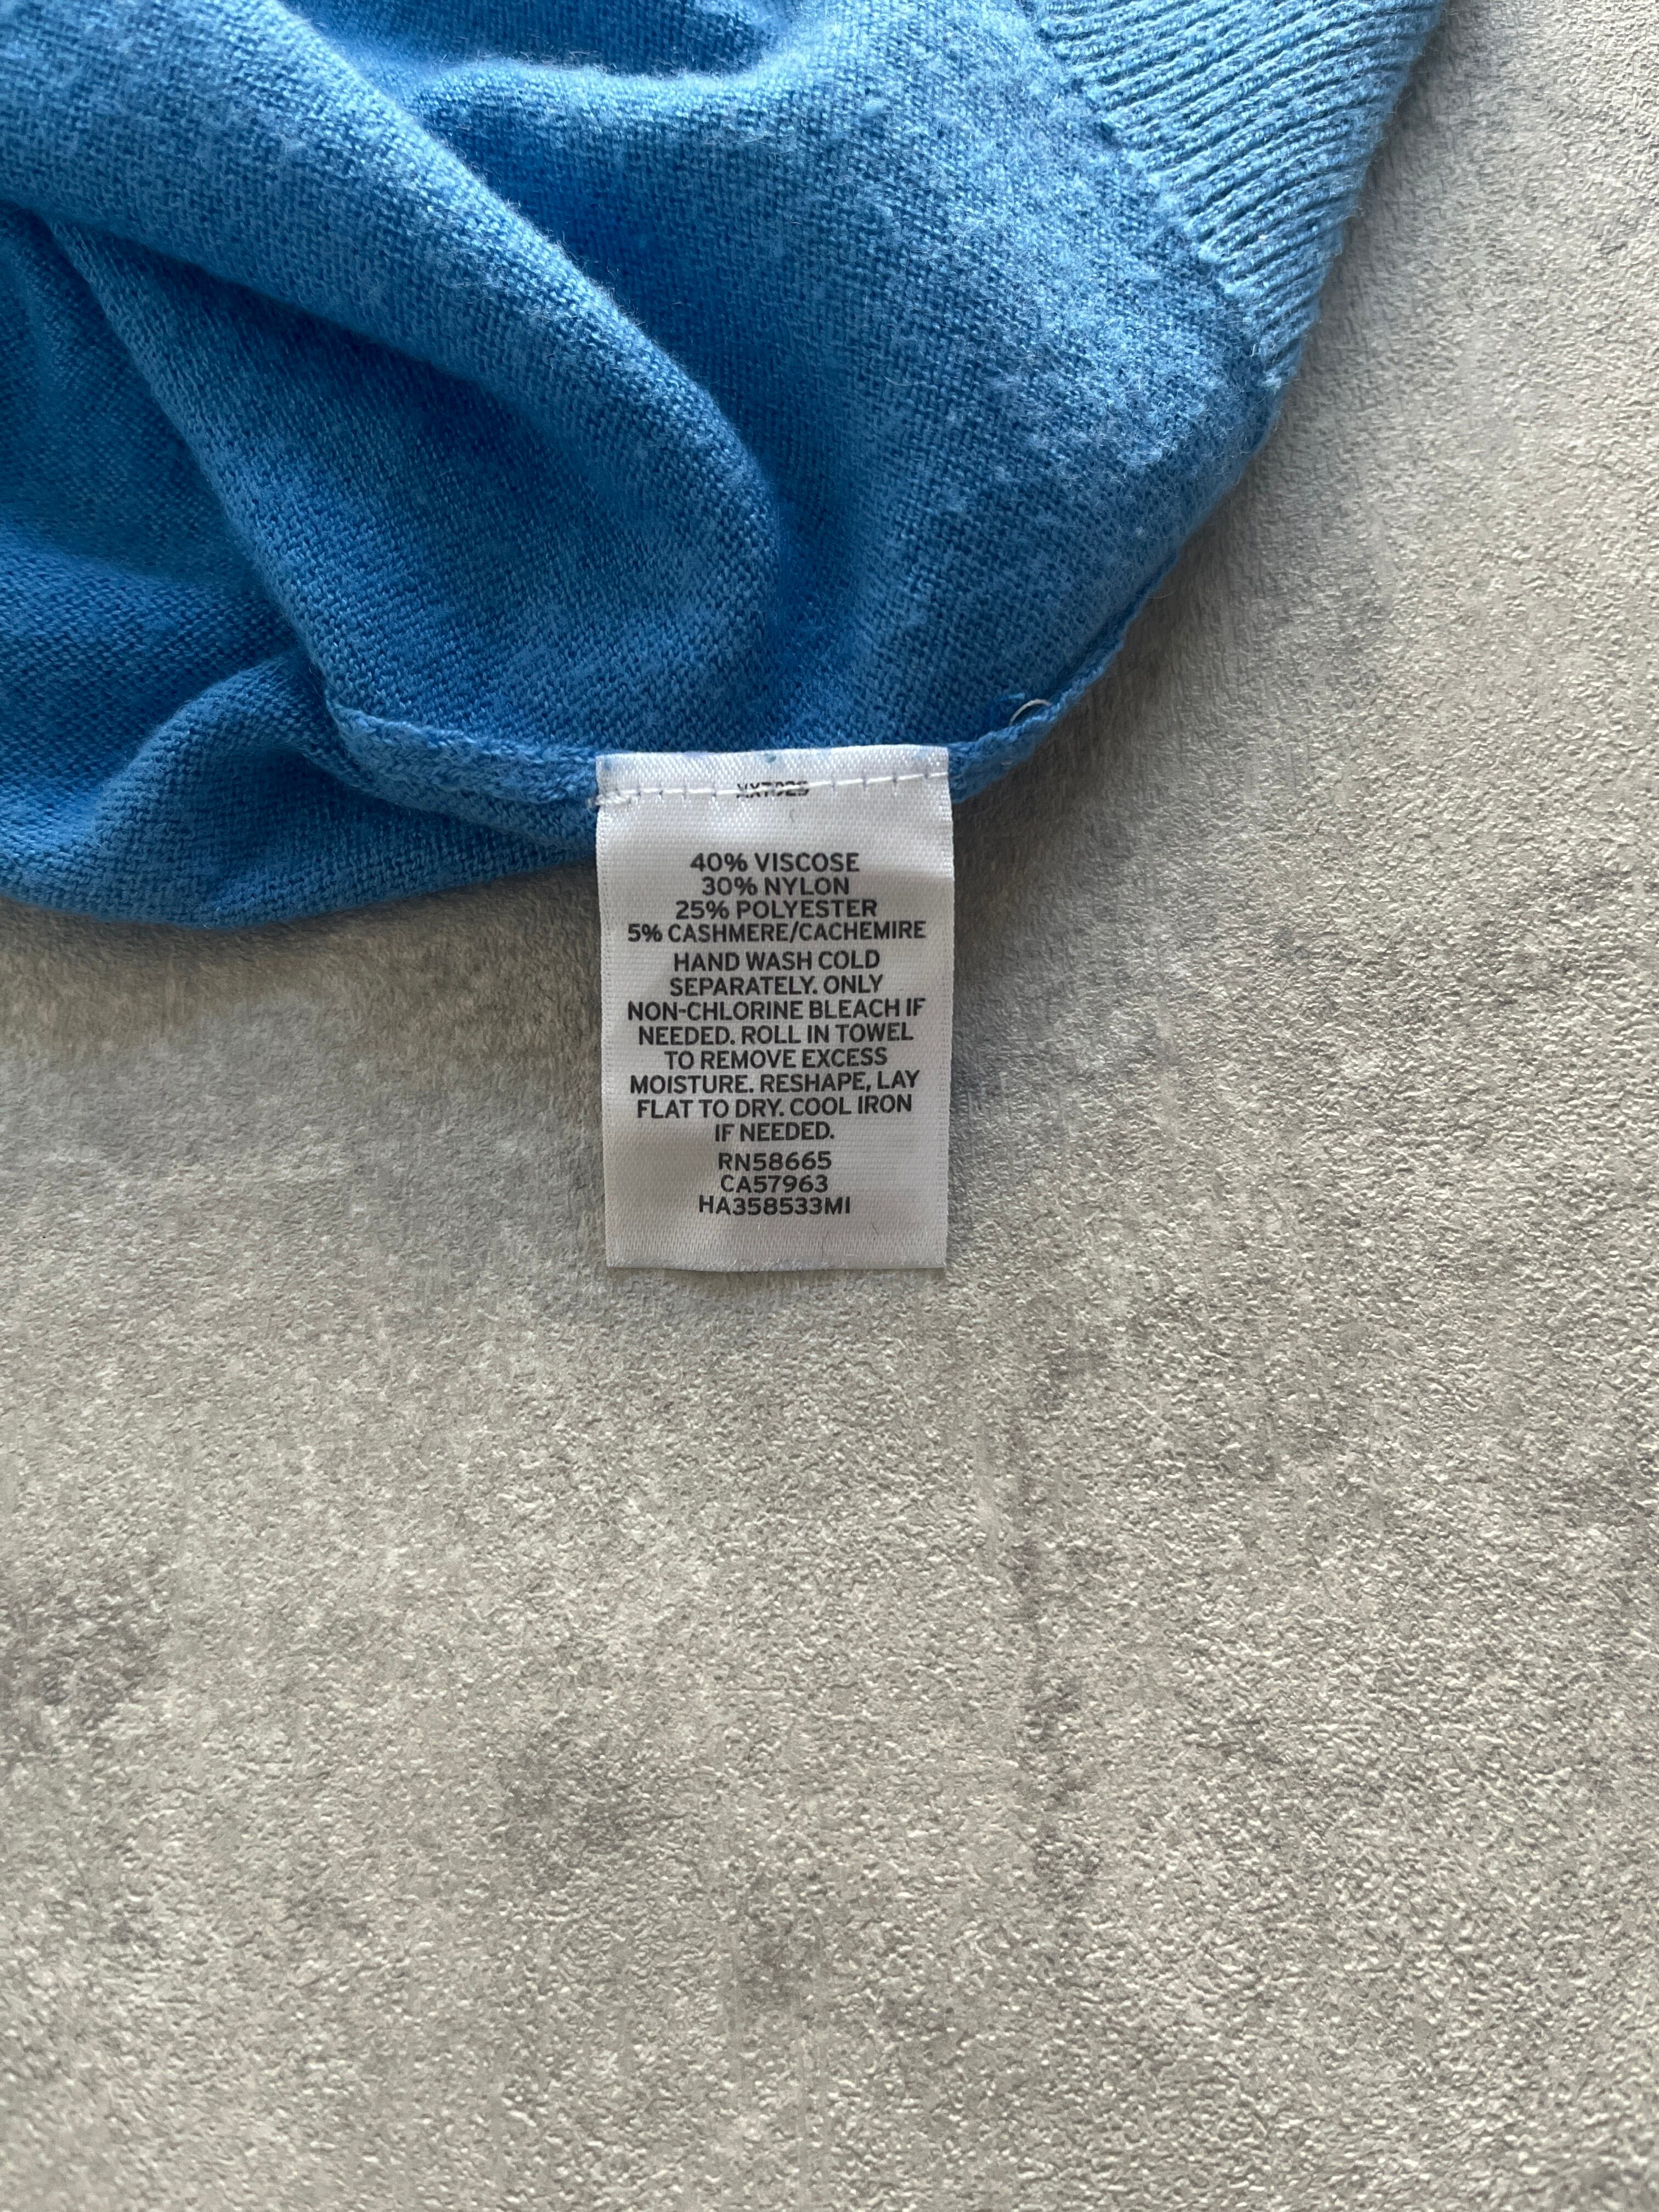 40% VISCOSE
30% NYLON
25% POLYESTER
5% CASHMERE/CACHEMIRE
HAND WASH COLD
SEPARATELY. ONLY
NON-CHLORINE BLEACH IF
NEEDED. ROLL IN TOWEL
TO REMOVE EXCESS
MOISTURE. RESHAPE, LAY
FLAT TO DRY. COOL IRON
IF NEEDED.
RN58665
CA57963
HA358533MI